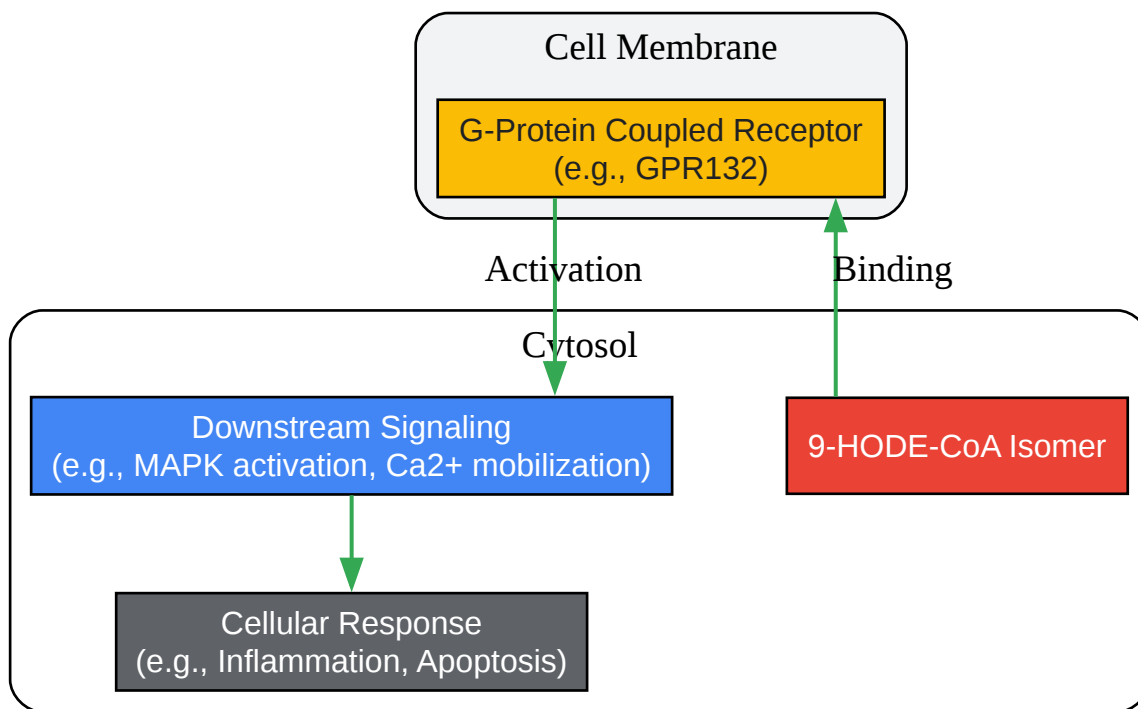 Cell Membrane
G-Protein Coupled Receptor
(e.g., GPR132)
Activation
Binding
Cytosol
Downstream Signaling
(e.g., MAPK activation, Ca2+ mobilization)
9-HODE-CoA Isomer
Cellular Response
(e.g., Inflammation, Apoptosis)